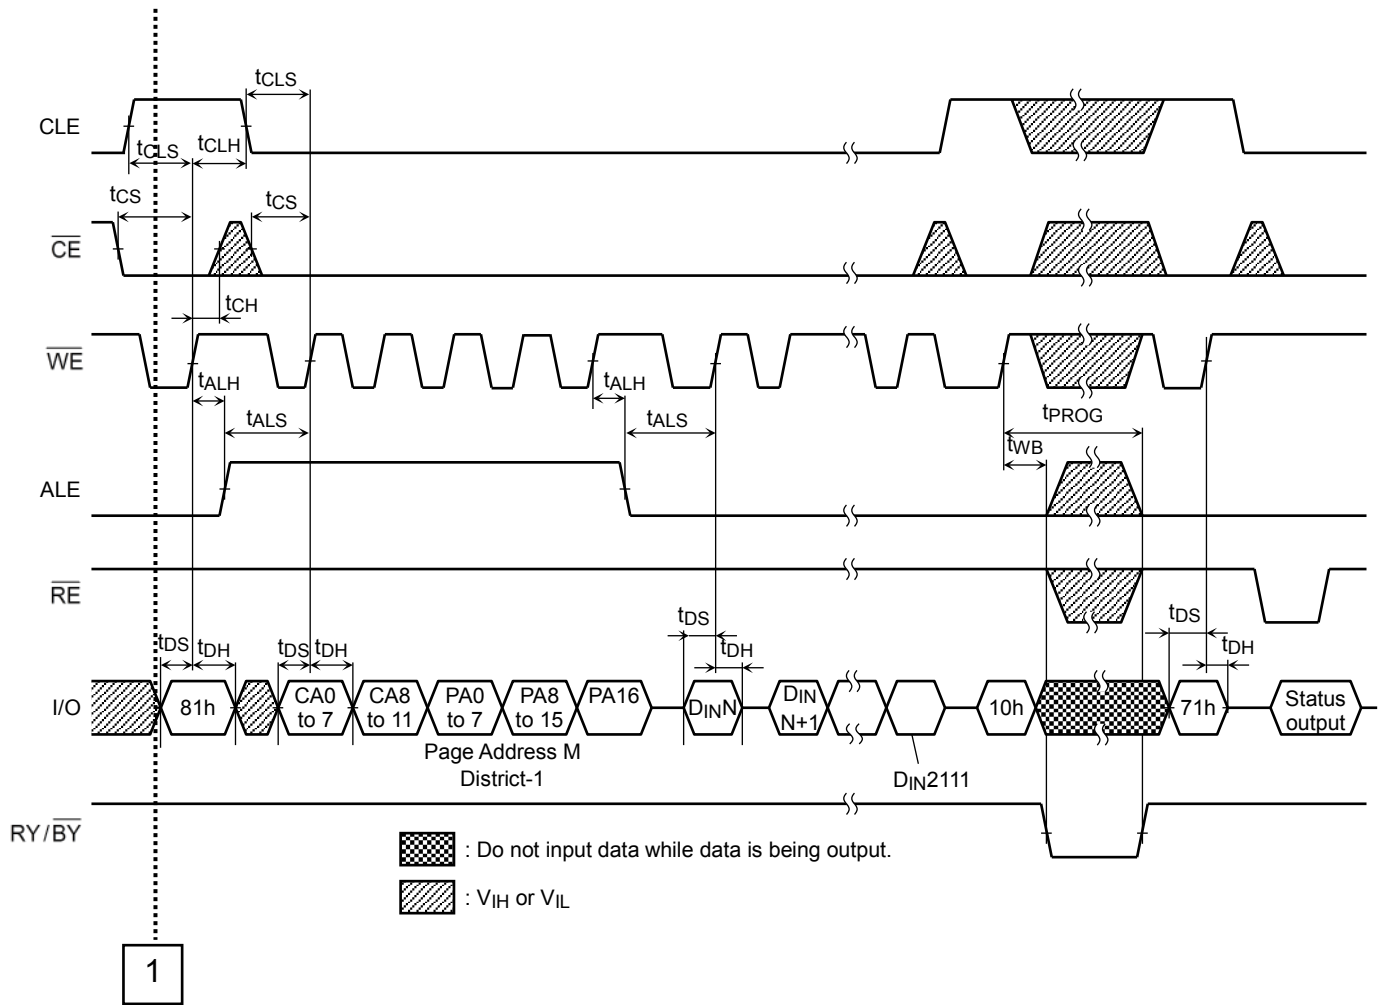 tCLS
CLE
tCLS tCLH
tCS tCS
CE
tCH
WE
tALH tALH
tALS tALS tPROG
tWB
ALE
RE
tDS tDH tDS tDH tDS tDH tDS tDH
I/O
81h
CA0 to 7
CA8 to 11
PA0 to 7
PA8 to 15
PA16
DINN
DIN N+1
10h
71h
Status output
Page Address M
District-1
DIN2111
RY/BY
: Do not input data while data is being output.
: VIH or VIL
1